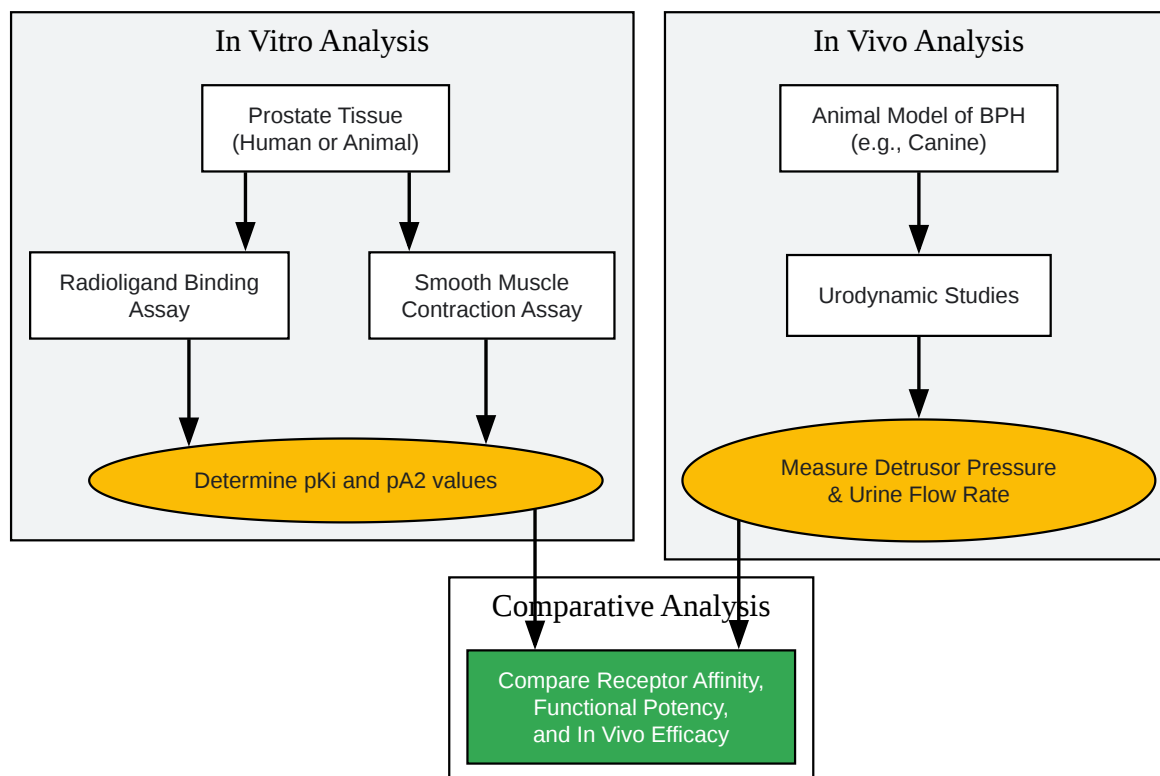 In Vitro Analysis
Prostate Tissue
(Human or Animal)
Radioligand Binding
Assay
Smooth Muscle
Contraction Assay
Determine pKi and pA2 values
In Vivo Analysis
Animal Model of BPH
(e.g., Canine)
Urodynamic Studies
Measure Detrusor Pressure
& Urine Flow Rate
Comparative Analysis
Compare Receptor Affinity,
Functional Potency,
and In Vivo Efficacy